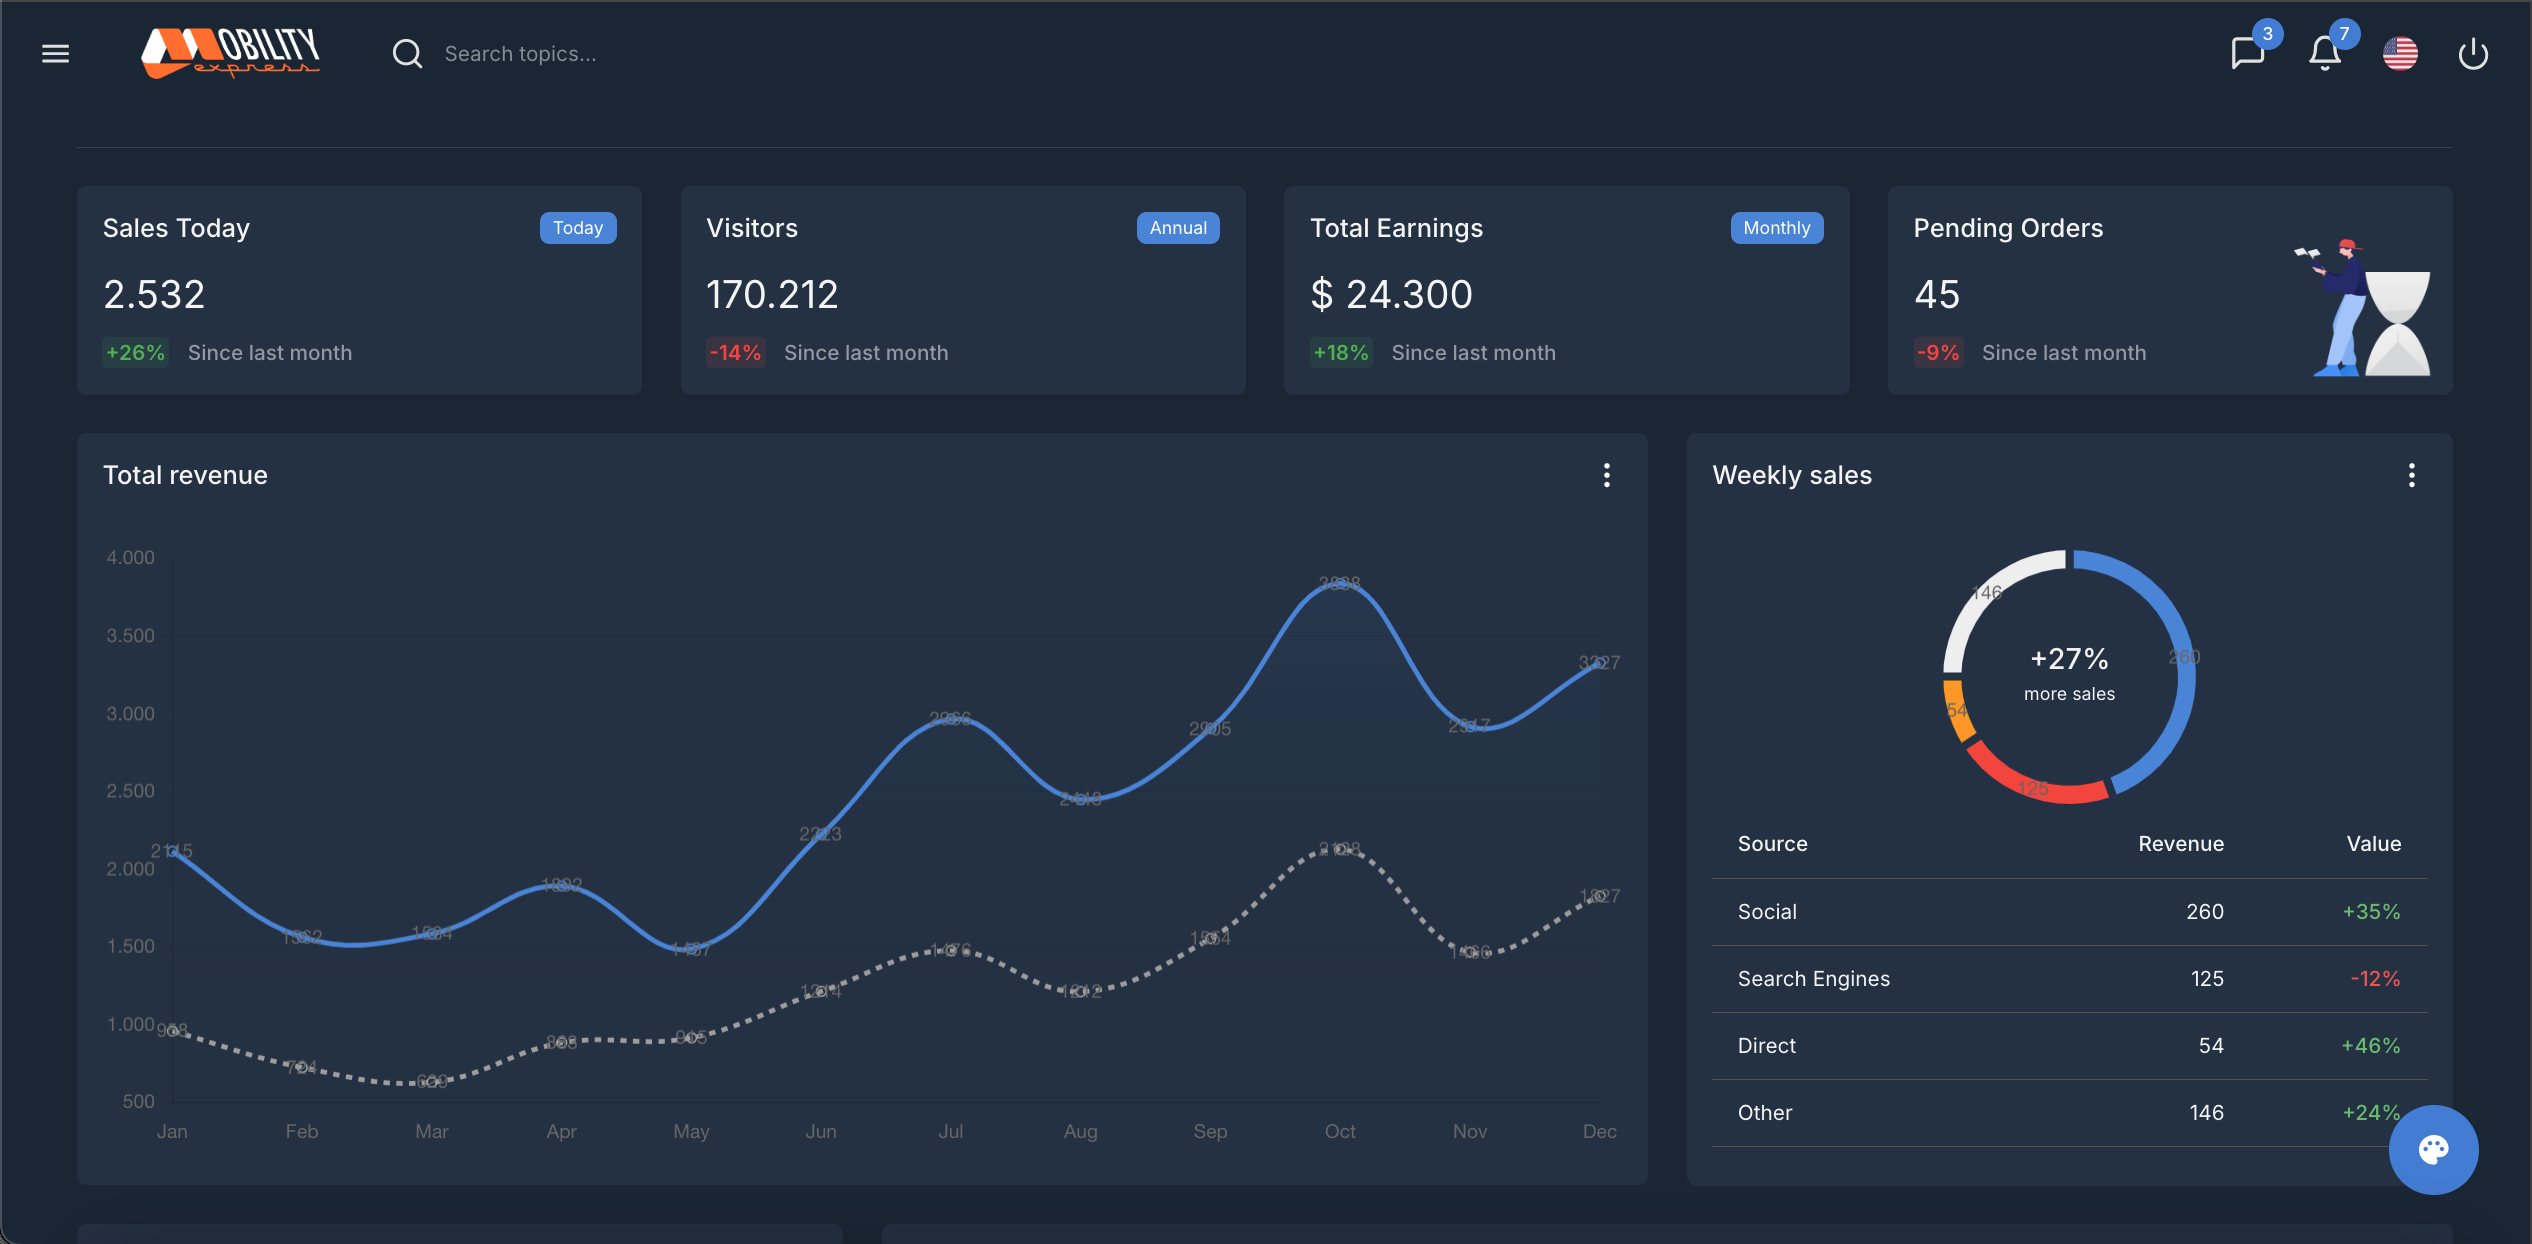 MOBILITY
express
Search topics...
3
7
Sales Today
Today
2.532
+26% Since last month
Visitors
Annual
170.212
-14% Since last month
Total Earnings
Monthly
$ 24.300
+18% Since last month
Pending Orders
45
-9% Since last month
Total revenue
4.000
3.500
3.000
2.500
2.000
1.500
1.000
500
2115
1562
1584
1892
1487
2223
2966
2448
2905
3838
2917
3327
958
724
629
883
915
1214
1476
1212
1554
2128
1466
1827
Jan Feb Mar Apr May Jun Jul Aug Sep Oct Nov Dec
Weekly sales
146
260
54
125
+27%
more sales
Source Revenue Value
Social 260 +35%
Search Engines 125 -12%
Direct 54 +46%
Other 146 +24%